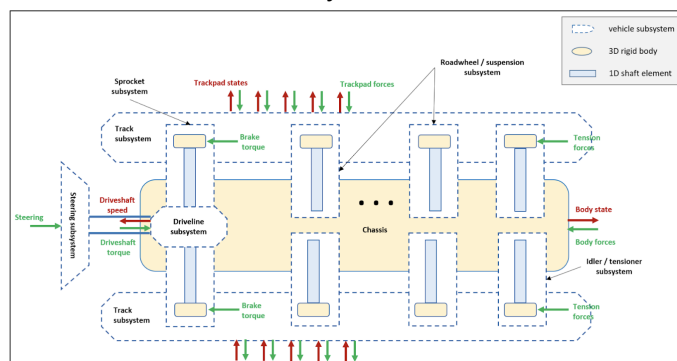 vehicle subsystem
3D rigid body
1D shaft element
Roadwheel / suspension
subsystem
Sprocket
subsystem
Trackpad states
Trackpad forces
Track
subsystem
Brake
torque
Tension
forces
Steering subsystem
Steering
Driveshaft
speed
Driveshaft
torque
Driveline
subsystem
Chassis
Body state
Body forces
Idler / tensioner
subsystem
Track
subsystem
Brake
torque
Tension
forces